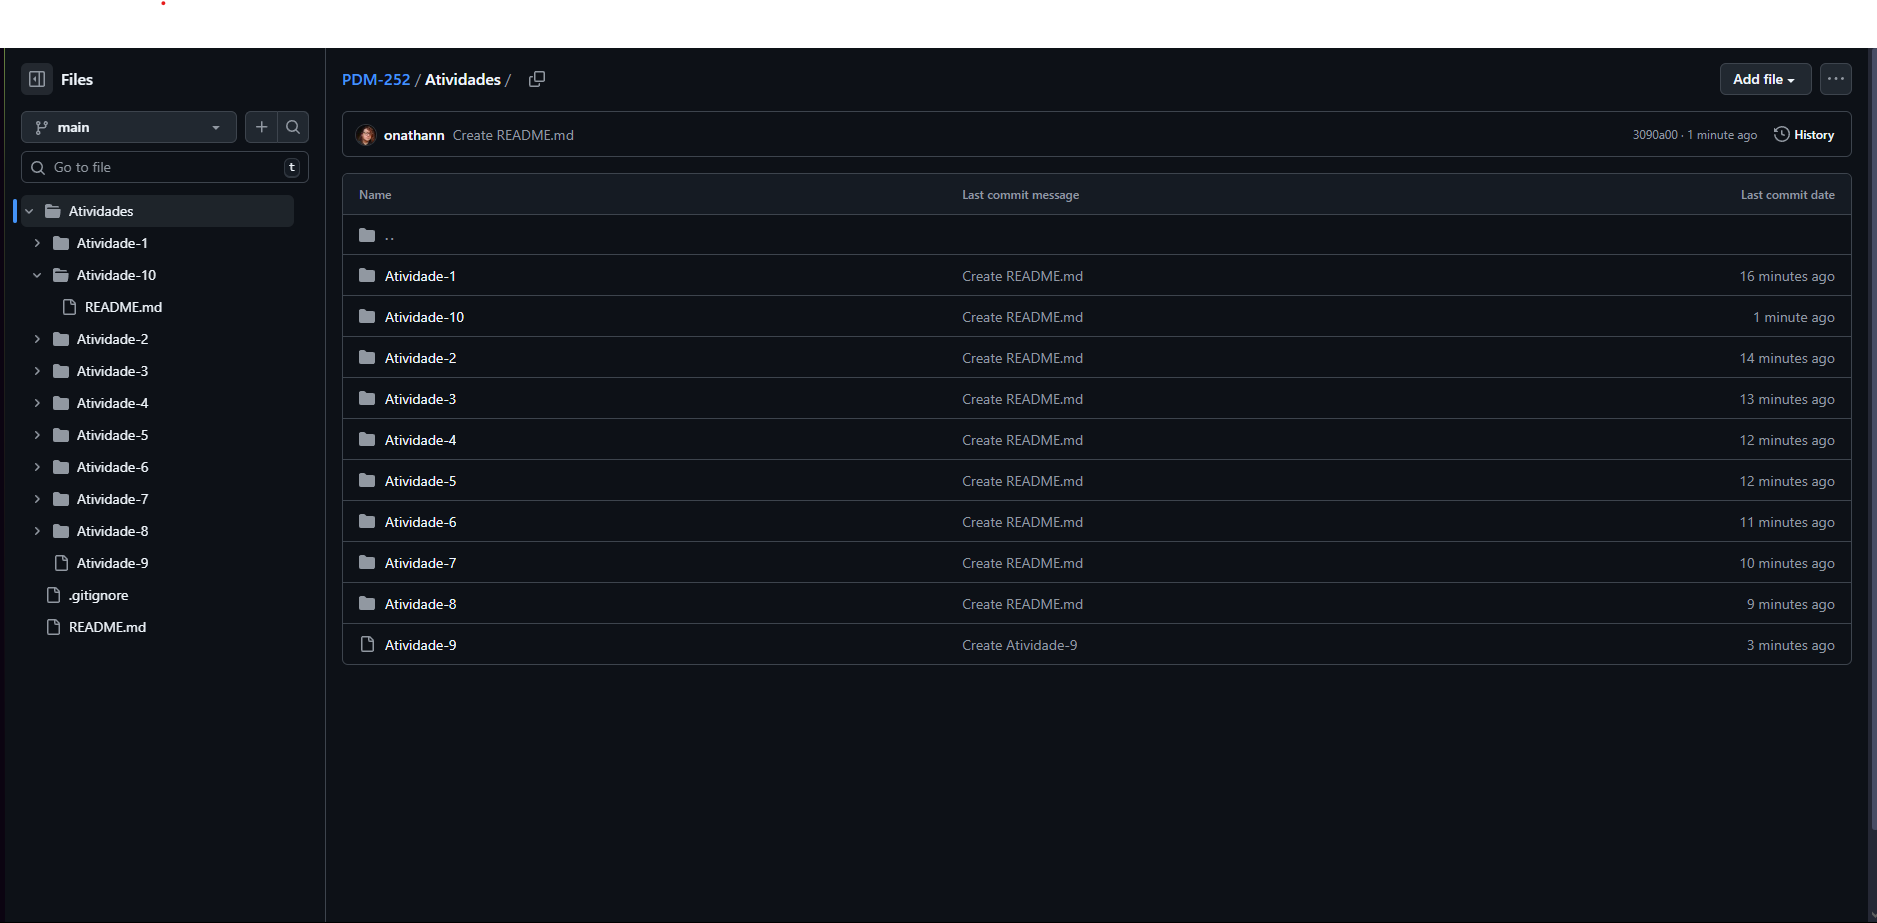 Files
main
Go to file t
Atividades
Atividade-1
Atividade-10
README.md
Atividade-2
Atividade-3
Atividade-4
Atividade-5
Atividade-6
Atividade-7
Atividade-8
Atividade-9
.gitignore
README.md
PDM-252 / Atividades /
Add file
onathann Create README.md 3090a00 · 1 minute ago History
Name Last commit message Last commit date
..
Atividade-1 Create README.md 16 minutes ago
Atividade-10 Create README.md 1 minute ago
Atividade-2 Create README.md 14 minutes ago
Atividade-3 Create README.md 13 minutes ago
Atividade-4 Create README.md 12 minutes ago
Atividade-5 Create README.md 12 minutes ago
Atividade-6 Create README.md 11 minutes ago
Atividade-7 Create README.md 10 minutes ago
Atividade-8 Create README.md 9 minutes ago
Atividade-9 Create Atividade-9 3 minutes ago